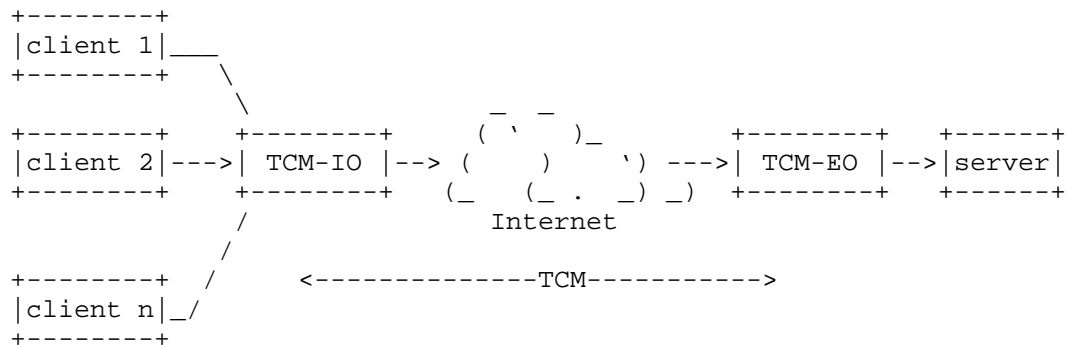 client 1
client 2 TCM-IO TCM-EO server
Internet
TCM
client n